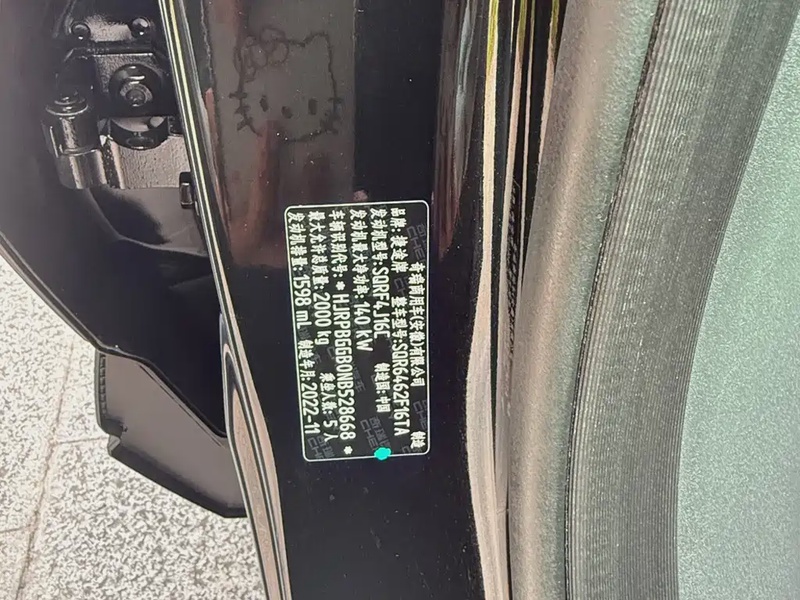 奇瑞商用车(安徽)有限公司 制造
品牌:捷途牌 整车型号:SQR6462F16TA
发动机型号:SQRF4J16C 制造国:中国
发动机最大净功率:140 kW
车辆识别代号:* HJRPBGGB0NB528668 *
最大允许总质量:2000 kg 乘坐人数:5人
发动机排量:1598 mL 制造年月:2022-11